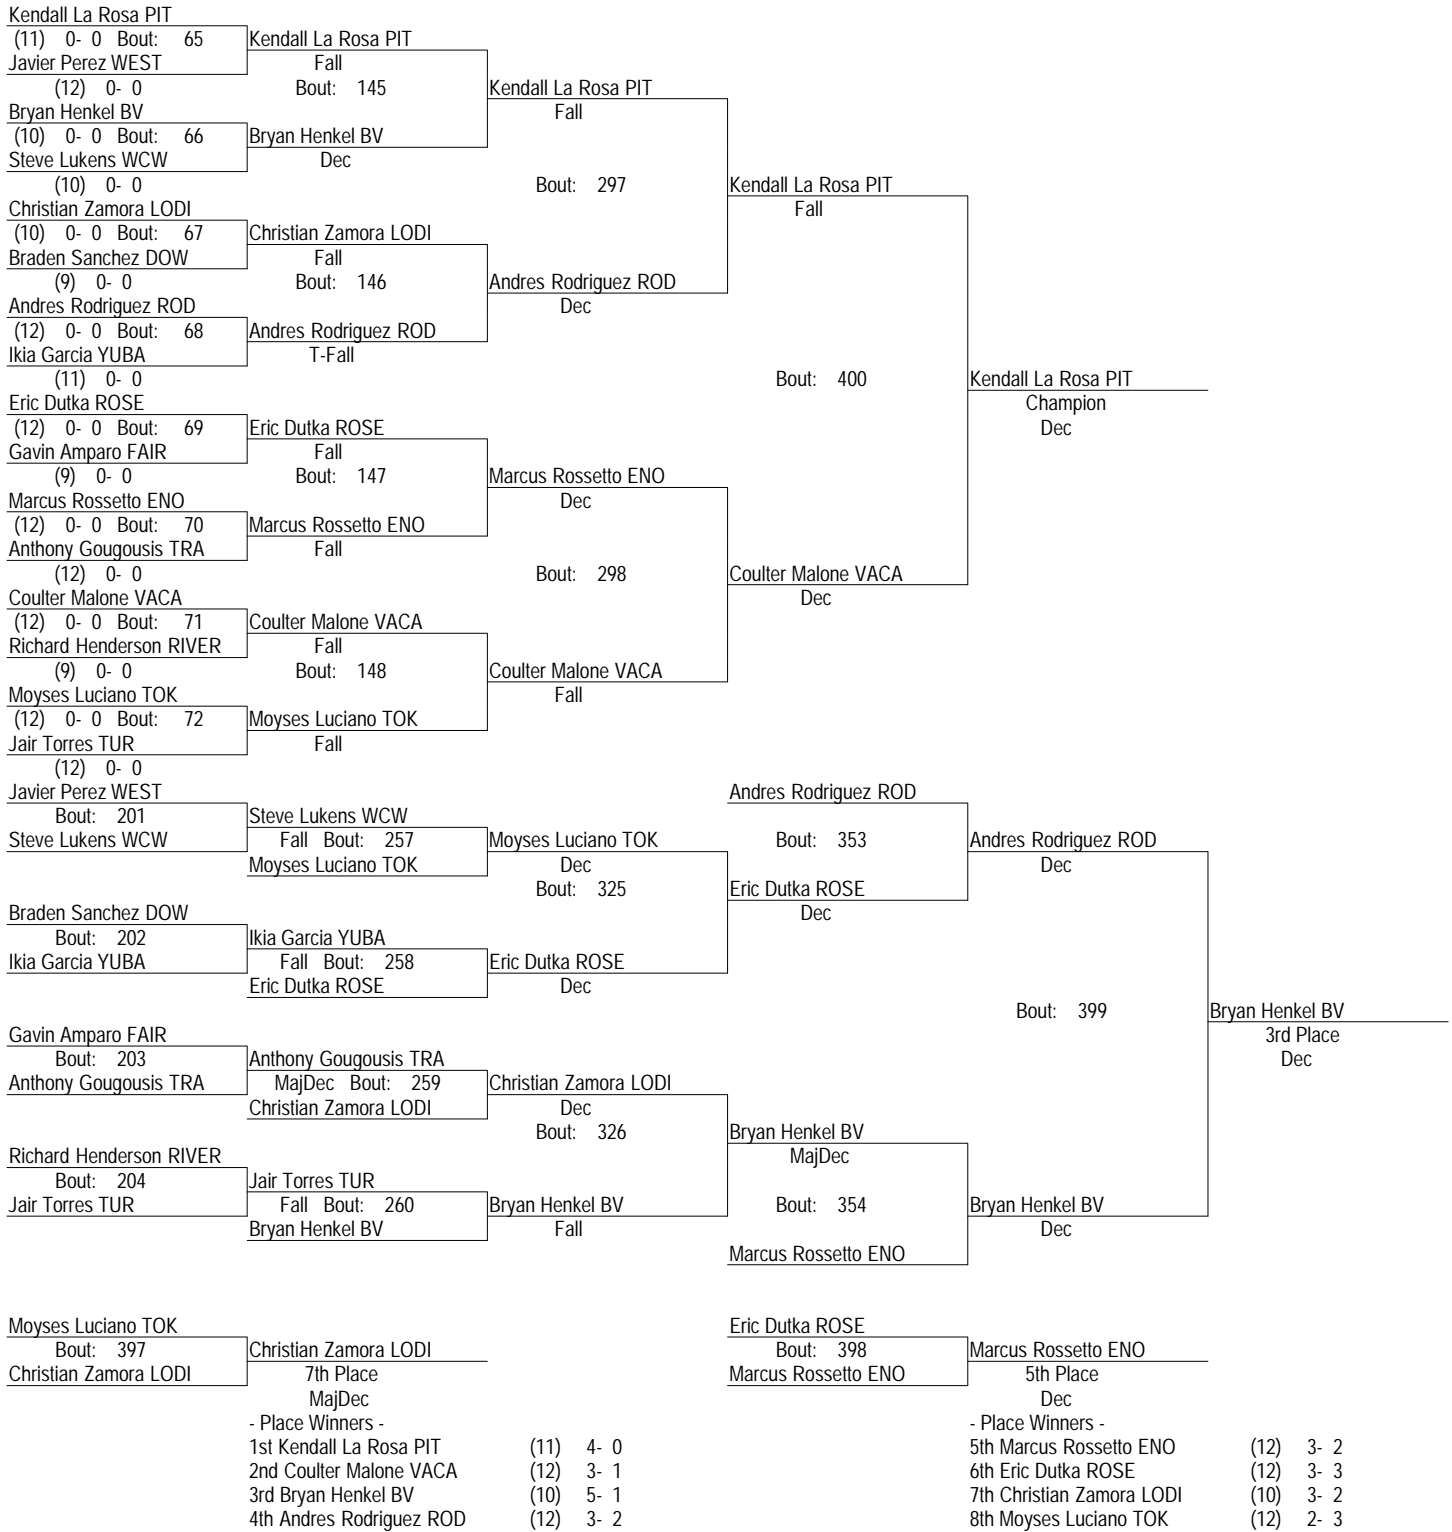 Kendall La Rosa PIT
(11) 0- 0 Bout: 65 Kendall La Rosa PIT
Javier Perez WEST Fall
(12) 0- 0 Bout: 145 Kendall La Rosa PIT
Bryan Henkel BV Fall
(10) 0- 0 Bout: 66 Bryan Henkel BV
Steve Lukens WCW Dec
(10) 0- 0 Bout: 297 Kendall La Rosa PIT
Christian Zamora LODI Fall
(10) 0- 0 Bout: 67 Christian Zamora LODI
Braden Sanchez DOW Fall
(9) 0- 0 Bout: 146 Andres Rodriguez ROD
Andres Rodriguez ROD Dec
(12) 0- 0 Bout: 68 Andres Rodriguez ROD
Ikia Garcia YUBA T-Fall
(11) 0- 0 Bout: 400 Kendall La Rosa PIT
Eric Dutka ROSE Champion
(12) 0- 0 Bout: 69 Eric Dutka ROSE Dec
Gavin Amparo FAIR Fall
(9) 0- 0 Bout: 147 Marcus Rossetto ENO
Marcus Rossetto ENO Dec
(12) 0- 0 Bout: 70 Marcus Rossetto ENO
Anthony Gougousis TRA Fall
(12) 0- 0 Bout: 298 Coulter Malone VACA
Coulter Malone VACA Dec
(12) 0- 0 Bout: 71 Coulter Malone VACA
Richard Henderson RIVER Fall
(9) 0- 0 Bout: 148 Coulter Malone VACA
Moyses Luciano TOK Fall
(12) 0- 0 Bout: 72 Moyses Luciano TOK
Jair Torres TUR Fall
(12) 0- 0
Javier Perez WEST Andres Rodriguez ROD
Bout: 201 Steve Lukens WCW
Steve Lukens WCW Fall Bout: 257 Moyses Luciano TOK Bout: 353 Andres Rodriguez ROD
Moyses Luciano TOK Dec Dec
Bout: 325 Eric Dutka ROSE
Braden Sanchez DOW Dec
Bout: 202 Ikia Garcia YUBA
Ikia Garcia YUBA Fall Bout: 258 Eric Dutka ROSE
Eric Dutka ROSE Dec
Bout: 399 Bryan Henkel BV
Gavin Amparo FAIR 3rd Place
Bout: 203 Anthony Gougousis TRA Dec
Anthony Gougousis TRA MajDec Bout: 259 Christian Zamora LODI
Christian Zamora LODI Dec
Bout: 326 Bryan Henkel BV
Richard Henderson RIVER MajDec
Bout: 204 Jair Torres TUR
Jair Torres TUR Fall Bout: 260 Bryan Henkel BV Bout: 354 Bryan Henkel BV
Bryan Henkel BV Fall Dec
Marcus Rossetto ENO
Moyses Luciano TOK Eric Dutka ROSE
Bout: 397 Christian Zamora LODI Bout: 398 Marcus Rossetto ENO
Christian Zamora LODI 7th Place Marcus Rossetto ENO 5th Place
MajDec Dec
- Place Winners - - Place Winners -
1st Kendall La Rosa PIT (11) 4- 0 5th Marcus Rossetto ENO (12) 3- 2
2nd Coulter Malone VACA (12) 3- 1 6th Eric Dutka ROSE (12) 3- 3
3rd Bryan Henkel BV (10) 5- 1 7th Christian Zamora LODI (10) 3- 2
4th Andres Rodriguez ROD (12) 3- 2 8th Moyses Luciano TOK (12) 2- 3